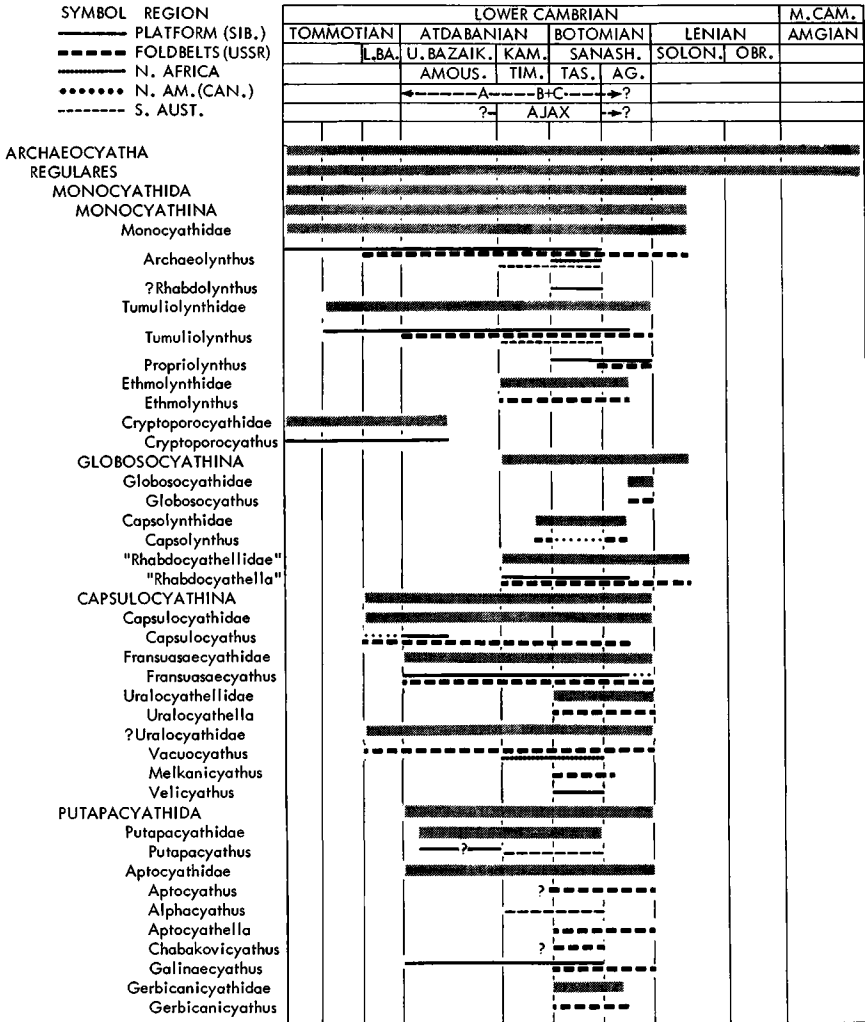 SYMBOL REGION
PLATFORM (SIB.)
FOLDBELTS (USSR)
N. AFRICA
N. AM.(CAN.)
S. AUST.
LOWER CAMBRIAN M.CAM.
TOMMOTIAN ATDABANIAN BOTOMIAN LENIAN AMGIAN
L.BA. U.BAZAIK. KAM. SANASH. SOLON. OBR.
AMOUS. TIM. TAS. AG.
A B+C ?
? AJAX ?
ARCHAEOCYATHA
REGULARES
MONOCYATHIDA
MONOCYATHINA
Monocyathidae
Archaeolynthus
?Rhabdolynthus
Tumuliolynthidae
Tumuliolynthus
Propriolynthus
Ethmolynthidae
Ethmolynthus
Cryptoporocyathidae
Cryptoporocyathus
GLOBOSOCYATHINA
Globosocyathidae
Globosocyathus
Capsolynthidae
Capsolynthus
"Rhabdocyathellidae"
"Rhabdocyathella"
CAPSULOCYATHINA
Capsulocyathidae
Capsulocyathus
Fransuasaecyathidae
Fransuasaecyathus
Uralocyathellidae
Uralocyathella
?Uralocyathidae
Vacuocyathus
Melkanicyathus
Velicyathus
PUTAPACYATHIDA
Putapacyathidae
Putapacyathus ?
Aptocyathidae
Aptocyathus ?
Alphacyathus
Aptocyathella
Chabakovicyathus ?
Galinaecyathus
Gerbicanicyathidae
Gerbicanicyathus